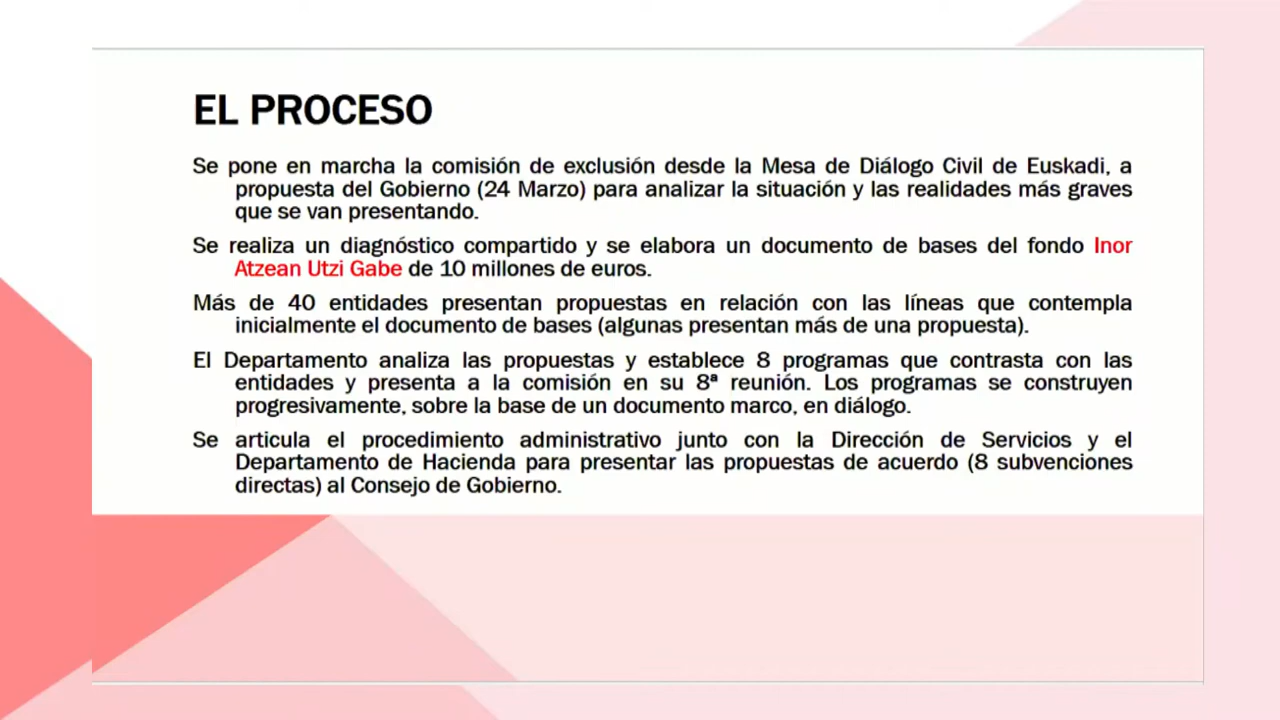 EL PROCESO
Se pone en marcha la comisión de exclusión desde la Mesa de Diálogo Civil de Euskadi, a
propuesta del Gobierno (24 Marzo) para analizar la situación y las realidades más graves
que se van presentando.
Se realiza un diagnóstico compartido y se elabora un documento de bases del fondo Inor
Atzean Utzi Gabe de 10 millones de euros.
Más de 40 entidades presentan propuestas en relación con las líneas que contempla
inicialmente el documento de bases (algunas presentan más de una propuesta).
El Departamento analiza las propuestas y establece 8 programas que contrasta con las
entidades y presenta a la comisión en su 8ª reunión. Los programas se construyen
progresivamente, sobre la base de un documento marco, en diálogo.
Se articula el procedimiento administrativo junto con la Dirección de Servicios y el
Departamento de Hacienda para presentar las propuestas de acuerdo (8 subvenciones
directas) al Consejo de Gobierno.